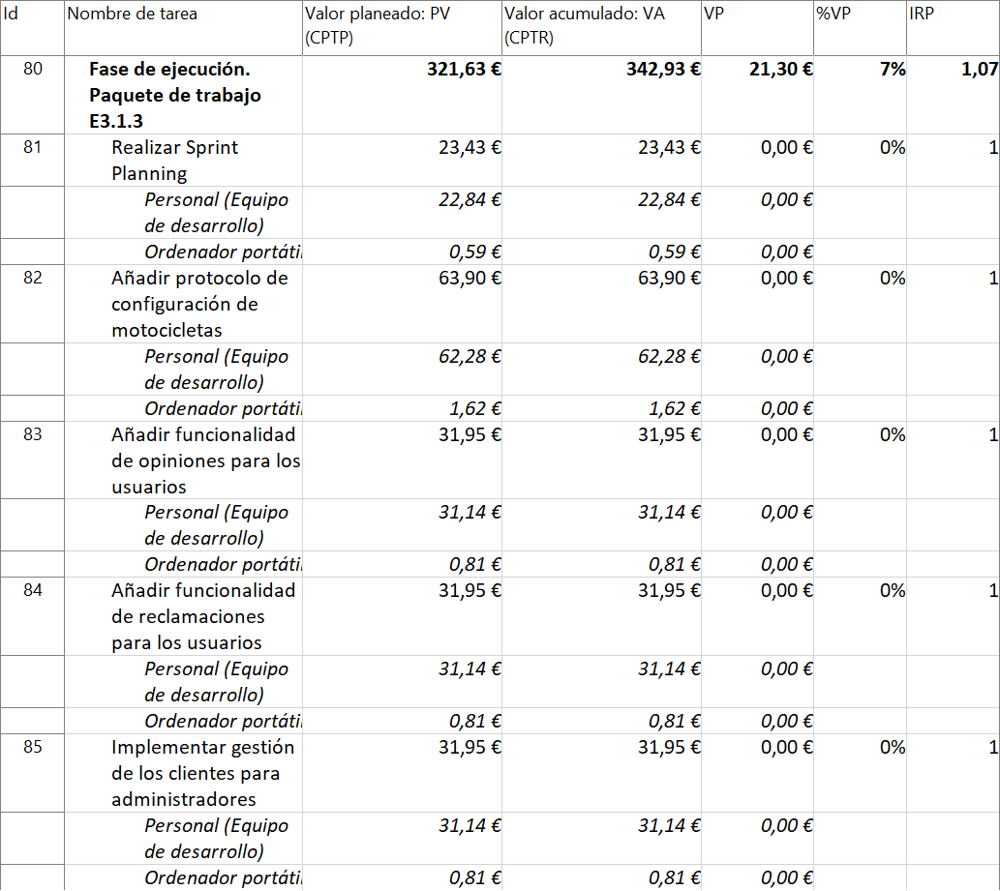 Id Nombre de tarea Valor planeado: PV Valor acumulado: VA VP %VP IRP
(CPTP) (CPTR)
80 Fase de ejecución. 321,63 € 342,93 € 21,30 € 7% 1,07
Paquete de trabajo
E3.1.3
81 Realizar Sprint 23,43 € 23,43 € 0,00 € 0% 1
Planning
Personal (Equipo 22,84 € 22,84 € 0,00 €
de desarrollo)
Ordenador portátil 0,59 € 0,59 € 0,00 €
82 Añadir protocolo de 63,90 € 63,90 € 0,00 € 0% 1
configuración de
motocicletas
Personal (Equipo 62,28 € 62,28 € 0,00 €
de desarrollo)
Ordenador portátil 1,62 € 1,62 € 0,00 €
83 Añadir funcionalidad 31,95 € 31,95 € 0,00 € 0% 1
de opiniones para los
usuarios
Personal (Equipo 31,14 € 31,14 € 0,00 €
de desarrollo)
Ordenador portátil 0,81 € 0,81 € 0,00 €
84 Añadir funcionalidad 31,95 € 31,95 € 0,00 € 0% 1
de reclamaciones
para los usuarios
Personal (Equipo 31,14 € 31,14 € 0,00 €
de desarrollo)
Ordenador portátil 0,81 € 0,81 € 0,00 €
85 Implementar gestión 31,95 € 31,95 € 0,00 € 0% 1
de los clientes para
administradores
Personal (Equipo 31,14 € 31,14 € 0,00 €
de desarrollo)
Ordenador portátil 0,81 € 0,81 € 0,00 €